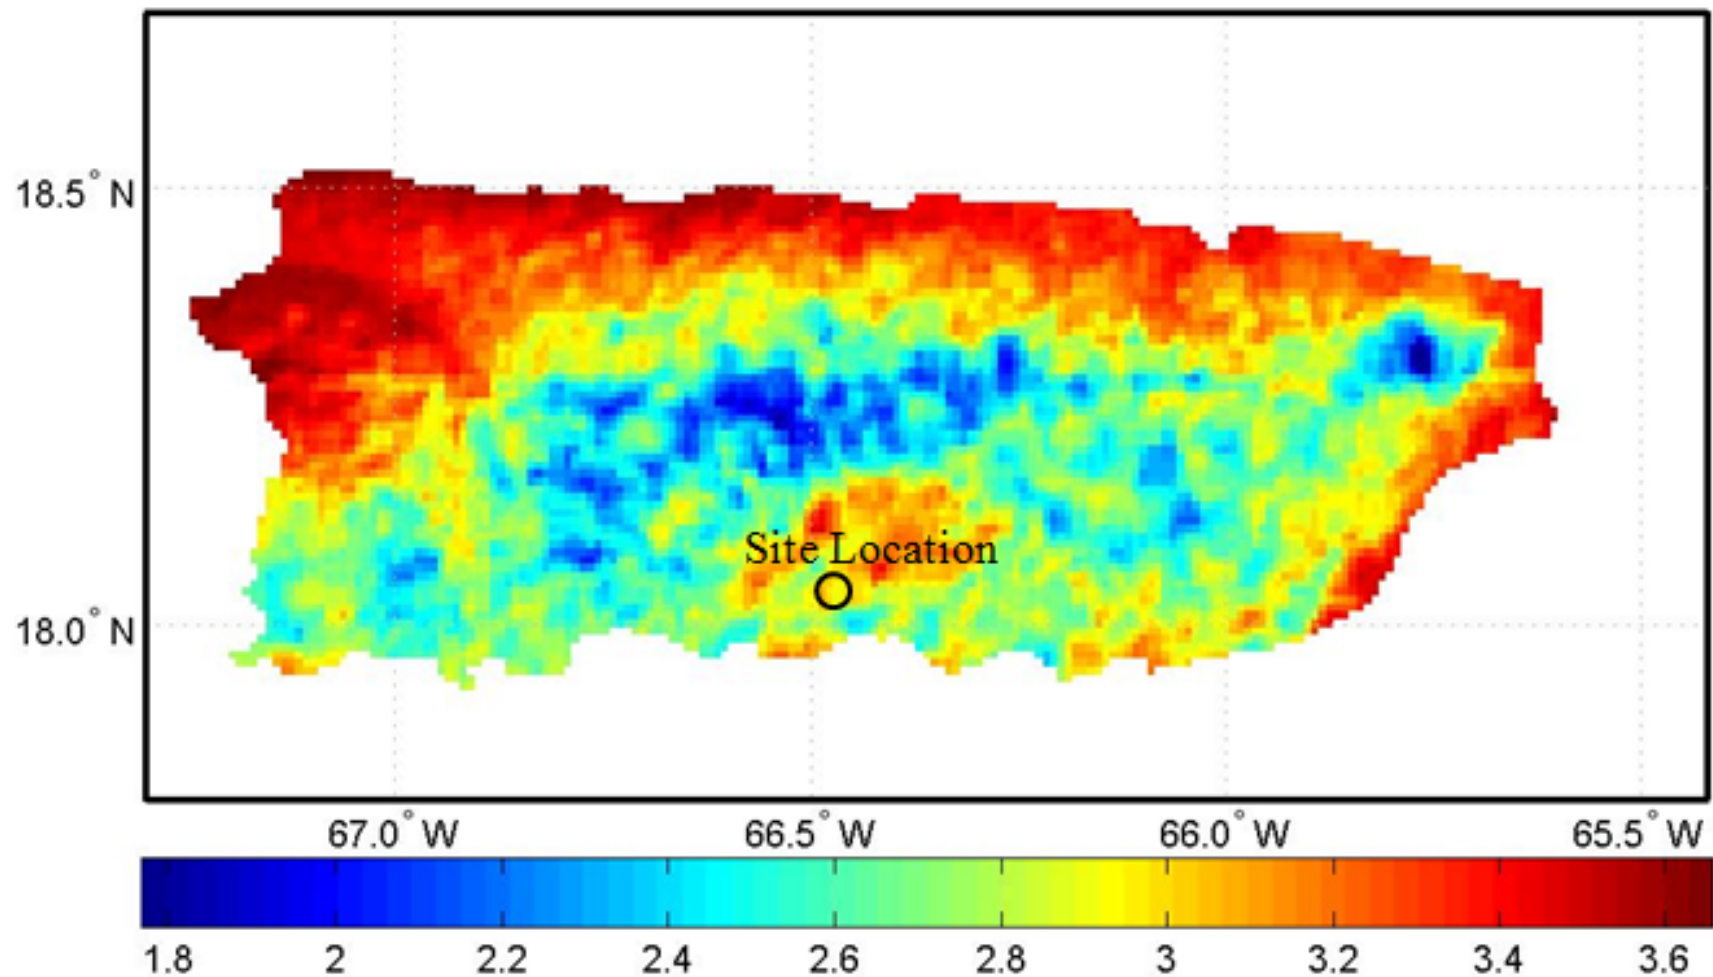 18.5° N
Site Location
18.0° N
67.0° W 66.5° W 66.0° W 65.5° W
1.8 2 2.2 2.4 2.6 2.8 3 3.2 3.4 3.6